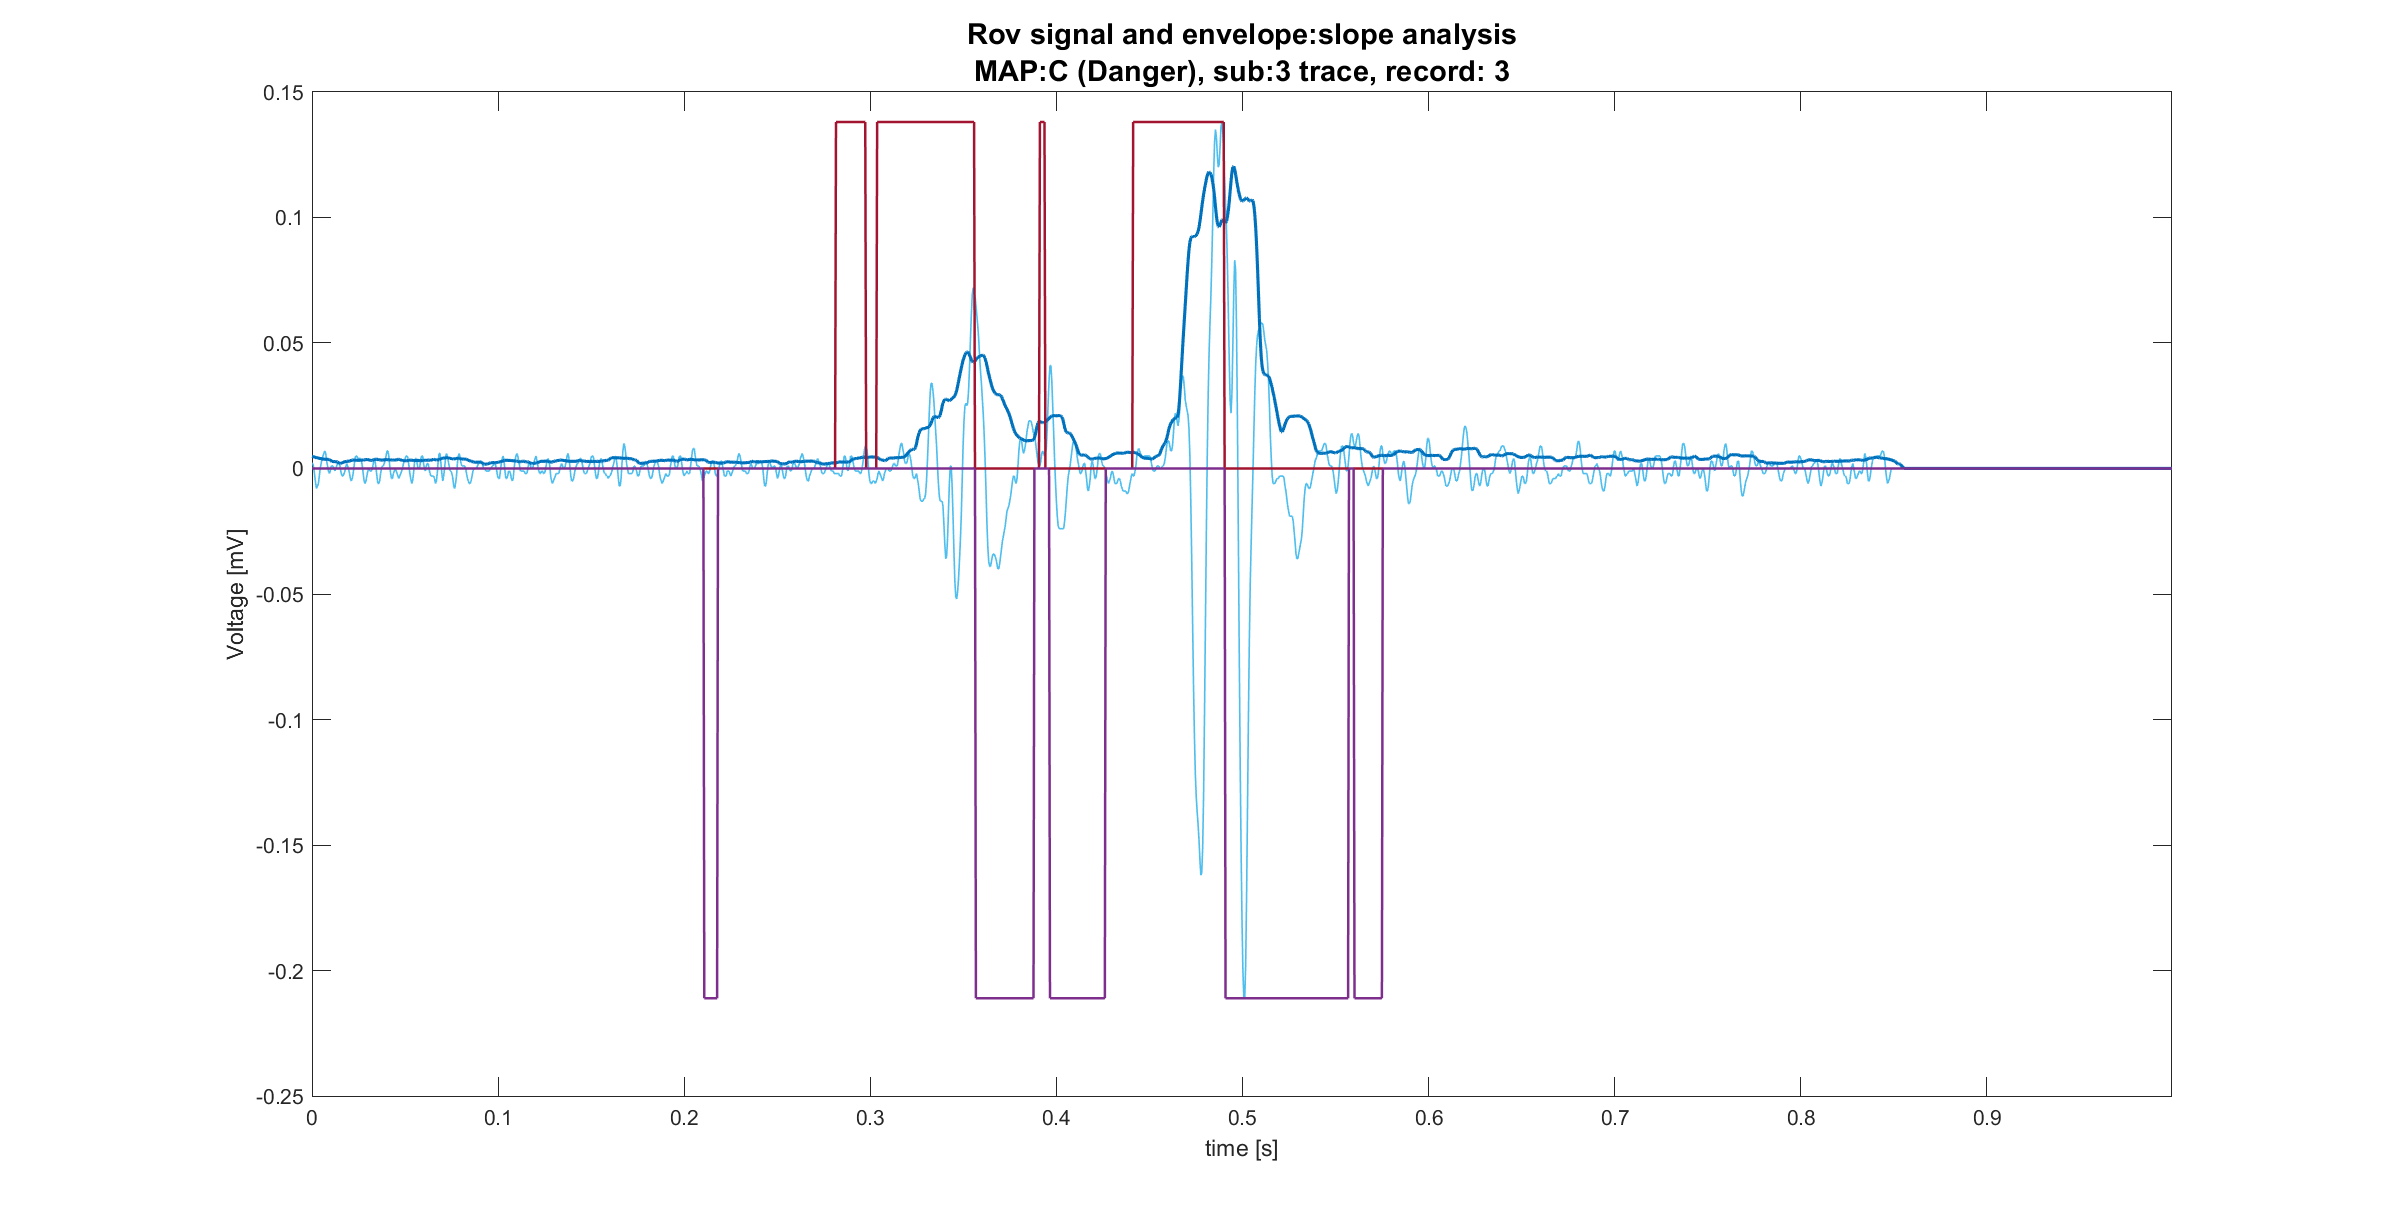 Rov signal and envelope:slope analysis
MAP:C (Danger), sub:3 trace, record: 3
0.15
0.1
0.05
0
-0.05
-0.1
-0.15
-0.2
-0.25
Voltage [mV]
0 0.1 0.2 0.3 0.4 0.5 0.6 0.7 0.8 0.9
time [s]